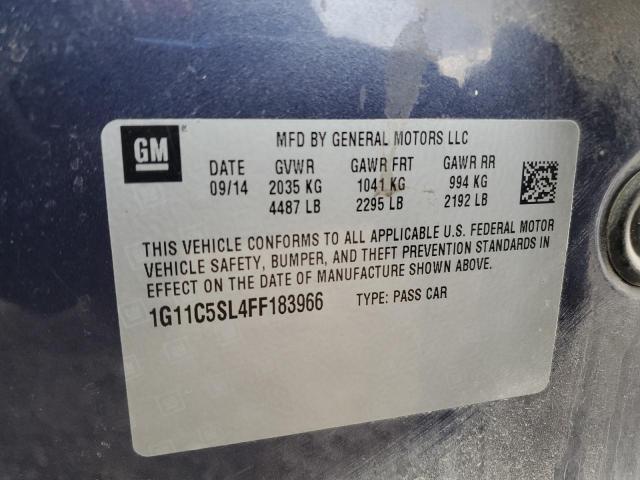 GM
MFD BY GENERAL MOTORS LLC
DATE GVWR GAWR FRT GAWR RR
09/14 2035 KG 1041 KG 994 KG
4487 LB 2295 LB 2192 LB
THIS VEHICLE CONFORMS TO ALL APPLICABLE U.S. FEDERAL MOTOR
VEHICLE SAFETY, BUMPER, AND THEFT PREVENTION STANDARDS IN
EFFECT ON THE DATE OF MANUFACTURE SHOWN ABOVE.
1G11C5SL4FF183966 TYPE: PASS CAR